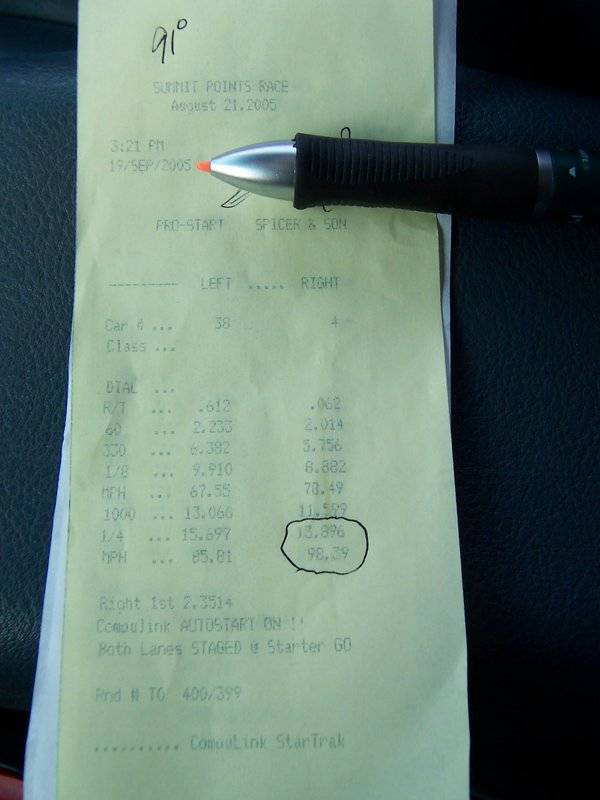 91°
SUMMIT POINTS RACE
August 21,2005
3:21 PM
19/SEP/2005
PRO-START SPICER & SON
--------- LEFT ..... RIGHT
Car # ... 38 4
Class ...
DIAL ...
R/T ... .612 .062
60 ... 2.233 2.014
330 ... 6.382 5.756
1/8 ... 9.910 8.882
MPH ... 67.55 78.49
1000 ... 13.066 11.599
1/4 ... 15.697 13.896
MPH ... 85.81 98.39
Right 1st 2.3514
Compulink AUTOSTART ON !!
Both Lanes STAGED @ Starter GO
Rnd # TO 400/399
.......... CompuLink StarTrak